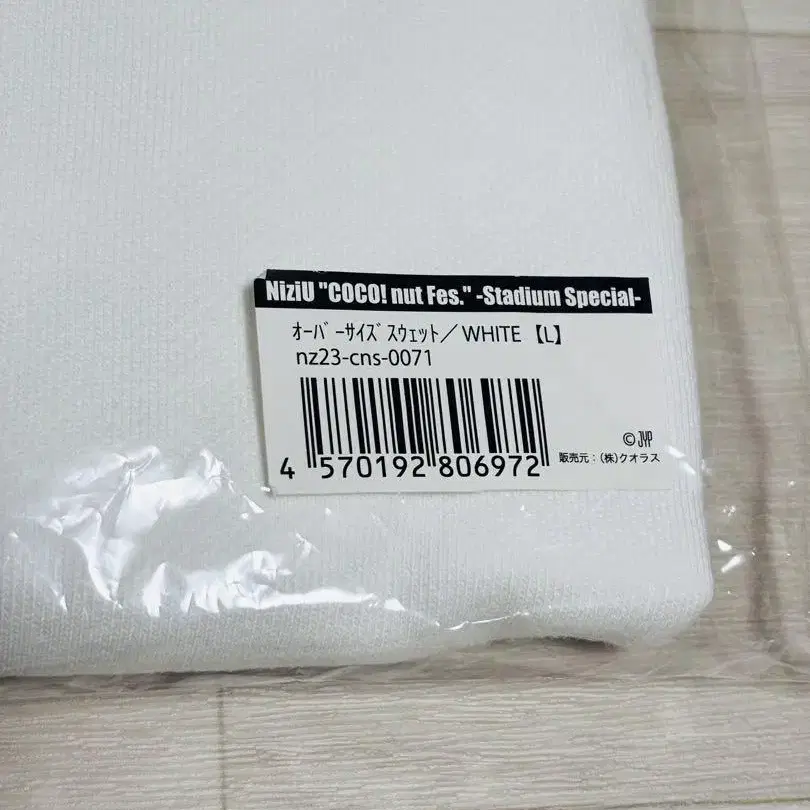 NiziU "COCO! nut Fes." -Stadium Special-
ｵｰﾊﾞｰｻｲｽﾞｽｳｪｯﾄ／WHITE【L】
nz23-cns-0071
4 570192 806972
© JYP
販売元：(株)クオラス